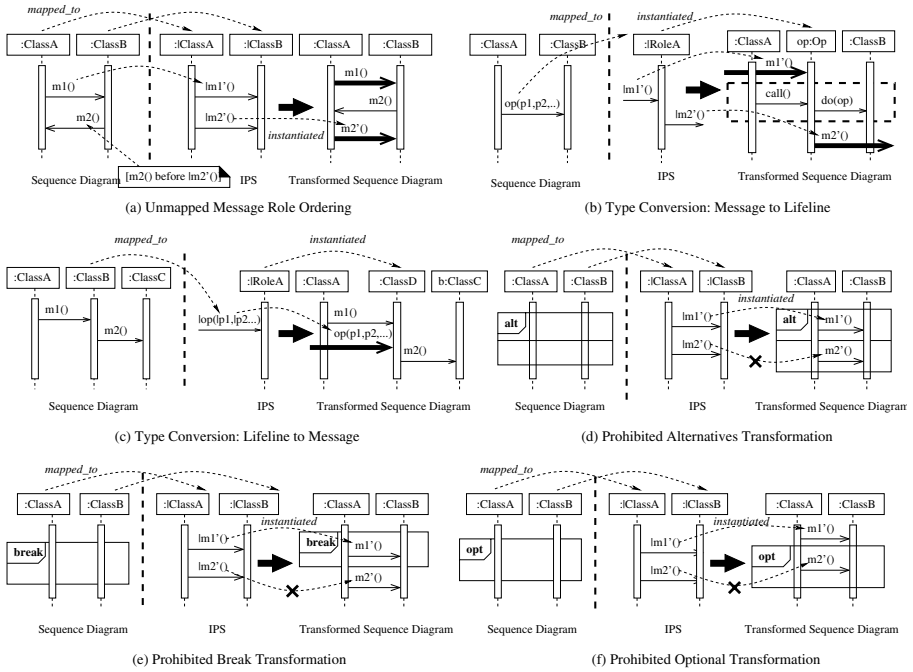 mapped_to
:ClassA :ClassB :|ClassA :|ClassB :ClassA :ClassB
m1() |m1'() m1()
m2() |m2'() m2()
instantiated m2'()
[m2() before |m2'()]
Sequence Diagram IPS Transformed Sequence Diagram
(a) Unmapped Message Role Ordering
mapped_to instantiated
:ClassA :ClassB :|RoleA :ClassA op:Op :ClassB
m1'()
op(p1,p2,..) |m1'() call() do(op)
|m2'() m2'()
Sequence Diagram IPS Transformed Sequence Diagram
(b) Type Conversion: Message to Lifeline
mapped_to instantiated
:ClassA :ClassB :ClassC :|RoleA :ClassA :ClassD b:ClassC
m1() |op(|p1,|p2...) m1()
m2() op(p1,p2,...)
m2()
Sequence Diagram IPS Transformed Sequence Diagram
(c) Type Conversion: Lifeline to Message
mapped_to
:ClassA :ClassB :|ClassA :|ClassB :ClassA :ClassB
instantiated
alt |m1'() alt m1'()
|m2'() m2'()
Sequence Diagram IPS Transformed Sequence Diagram
(d) Prohibited Alternatives Transformation
mapped_to
:ClassA :ClassB :|ClassA :|ClassB :ClassA :ClassB
instantiated
break |m1'() break m1'()
|m2'() m2'()
Sequence Diagram IPS Transformed Sequence Diagram
(e) Prohibited Break Transformation
mapped_to
:ClassA :ClassB :|ClassA :|ClassB :ClassA :ClassB
instantiated m1'()
opt |m1'() opt m2'()
|m2'()
Sequence Diagram IPS Transformed Sequence Diagram
(f) Prohibited Optional Transformation